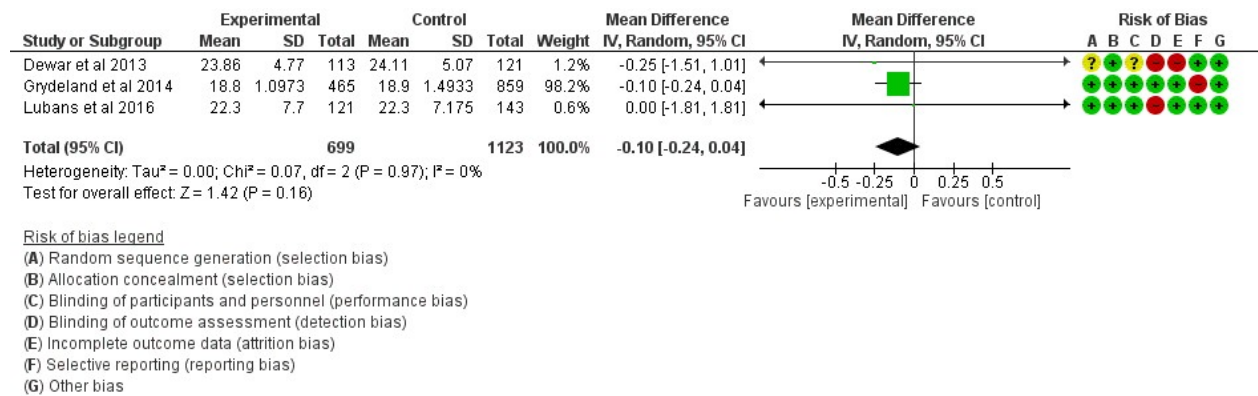 Experimental Control Mean Difference Mean Difference Risk of Bias
Study or Subgroup Mean SD Total Mean SD Total Weight IV, Random, 95% CI IV, Random, 95% CI A B C D E F G
Dewar et al 2013 23.86 4.77 113 24.11 5.07 121 1.2% -0.25 [-1.51, 1.01] ? + ? - - + +
Grydeland et al 2014 18.8 1.0973 465 18.9 1.4933 859 98.2% -0.10 [-0.24, 0.04] + + + + + - +
Lubans et al 2016 22.3 7.7 121 22.3 7.175 143 0.6% 0.00 [-1.81, 1.81] + + + - + + +
Total (95% CI) 699 1123 100.0% -0.10 [-0.24, 0.04]
Heterogeneity: Tau² = 0.00; Chi² = 0.07, df = 2 (P = 0.97); I² = 0%
Test for overall effect: Z = 1.42 (P = 0.16)
-0.5 -0.25 0 0.25 0.5
Favours [experimental] Favours [control]
Risk of bias legend
(A) Random sequence generation (selection bias)
(B) Allocation concealment (selection bias)
(C) Blinding of participants and personnel (performance bias)
(D) Blinding of outcome assessment (detection bias)
(E) Incomplete outcome data (attrition bias)
(F) Selective reporting (reporting bias)
(G) Other bias